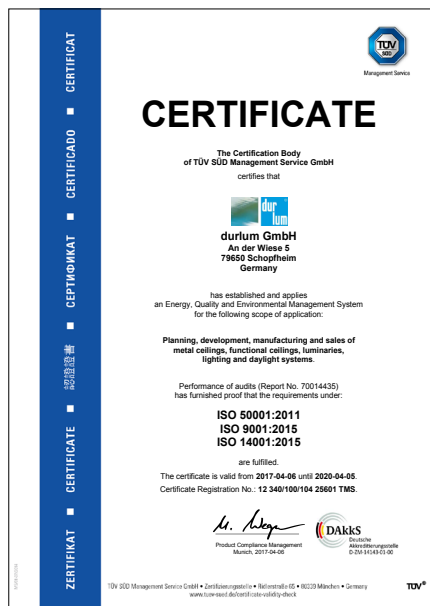 TÜV
SÜD
Management Service
CERTIFICATE
The Certification Body
of TÜV SÜD Management Service GmbH
certifies that
dur
lum
durlum GmbH
An der Wiese 5
79650 Schopfheim
Germany
has established and applies
an Energy, Quality and Environmental Management System
for the following scope of application:
Planning, development, manufacturing and sales of
metal ceilings, functional ceilings, luminaries,
lighting and daylight systems.
Performance of audits (Report No. 70014435)
has furnished proof that the requirements under:
ISO 50001:2011
ISO 9001:2015
ISO 14001:2015
are fulfilled.
The certificate is valid from 2017-04-06 until 2020-04-05.
Certificate Registration No.: 12 340/100/104 25601 TMS.
Product Compliance Management
Munich, 2017-04-06
DAkkS
Deutsche
Akkreditierungsstelle
D-ZM-14143-01-00
TÜV SÜD Management Service GmbH • Zertifizierungsstelle • Ridlerstraße 65 • 80339 München • Germany
www.tuev-sued.de/certificate-validity-check
TÜV®
ZERTIFIKAT ■ CERTIFICATE ■ 認證證書 ■ СЕРТИФИКАТ ■ CERTIFICADO ■ CERTIFICAT